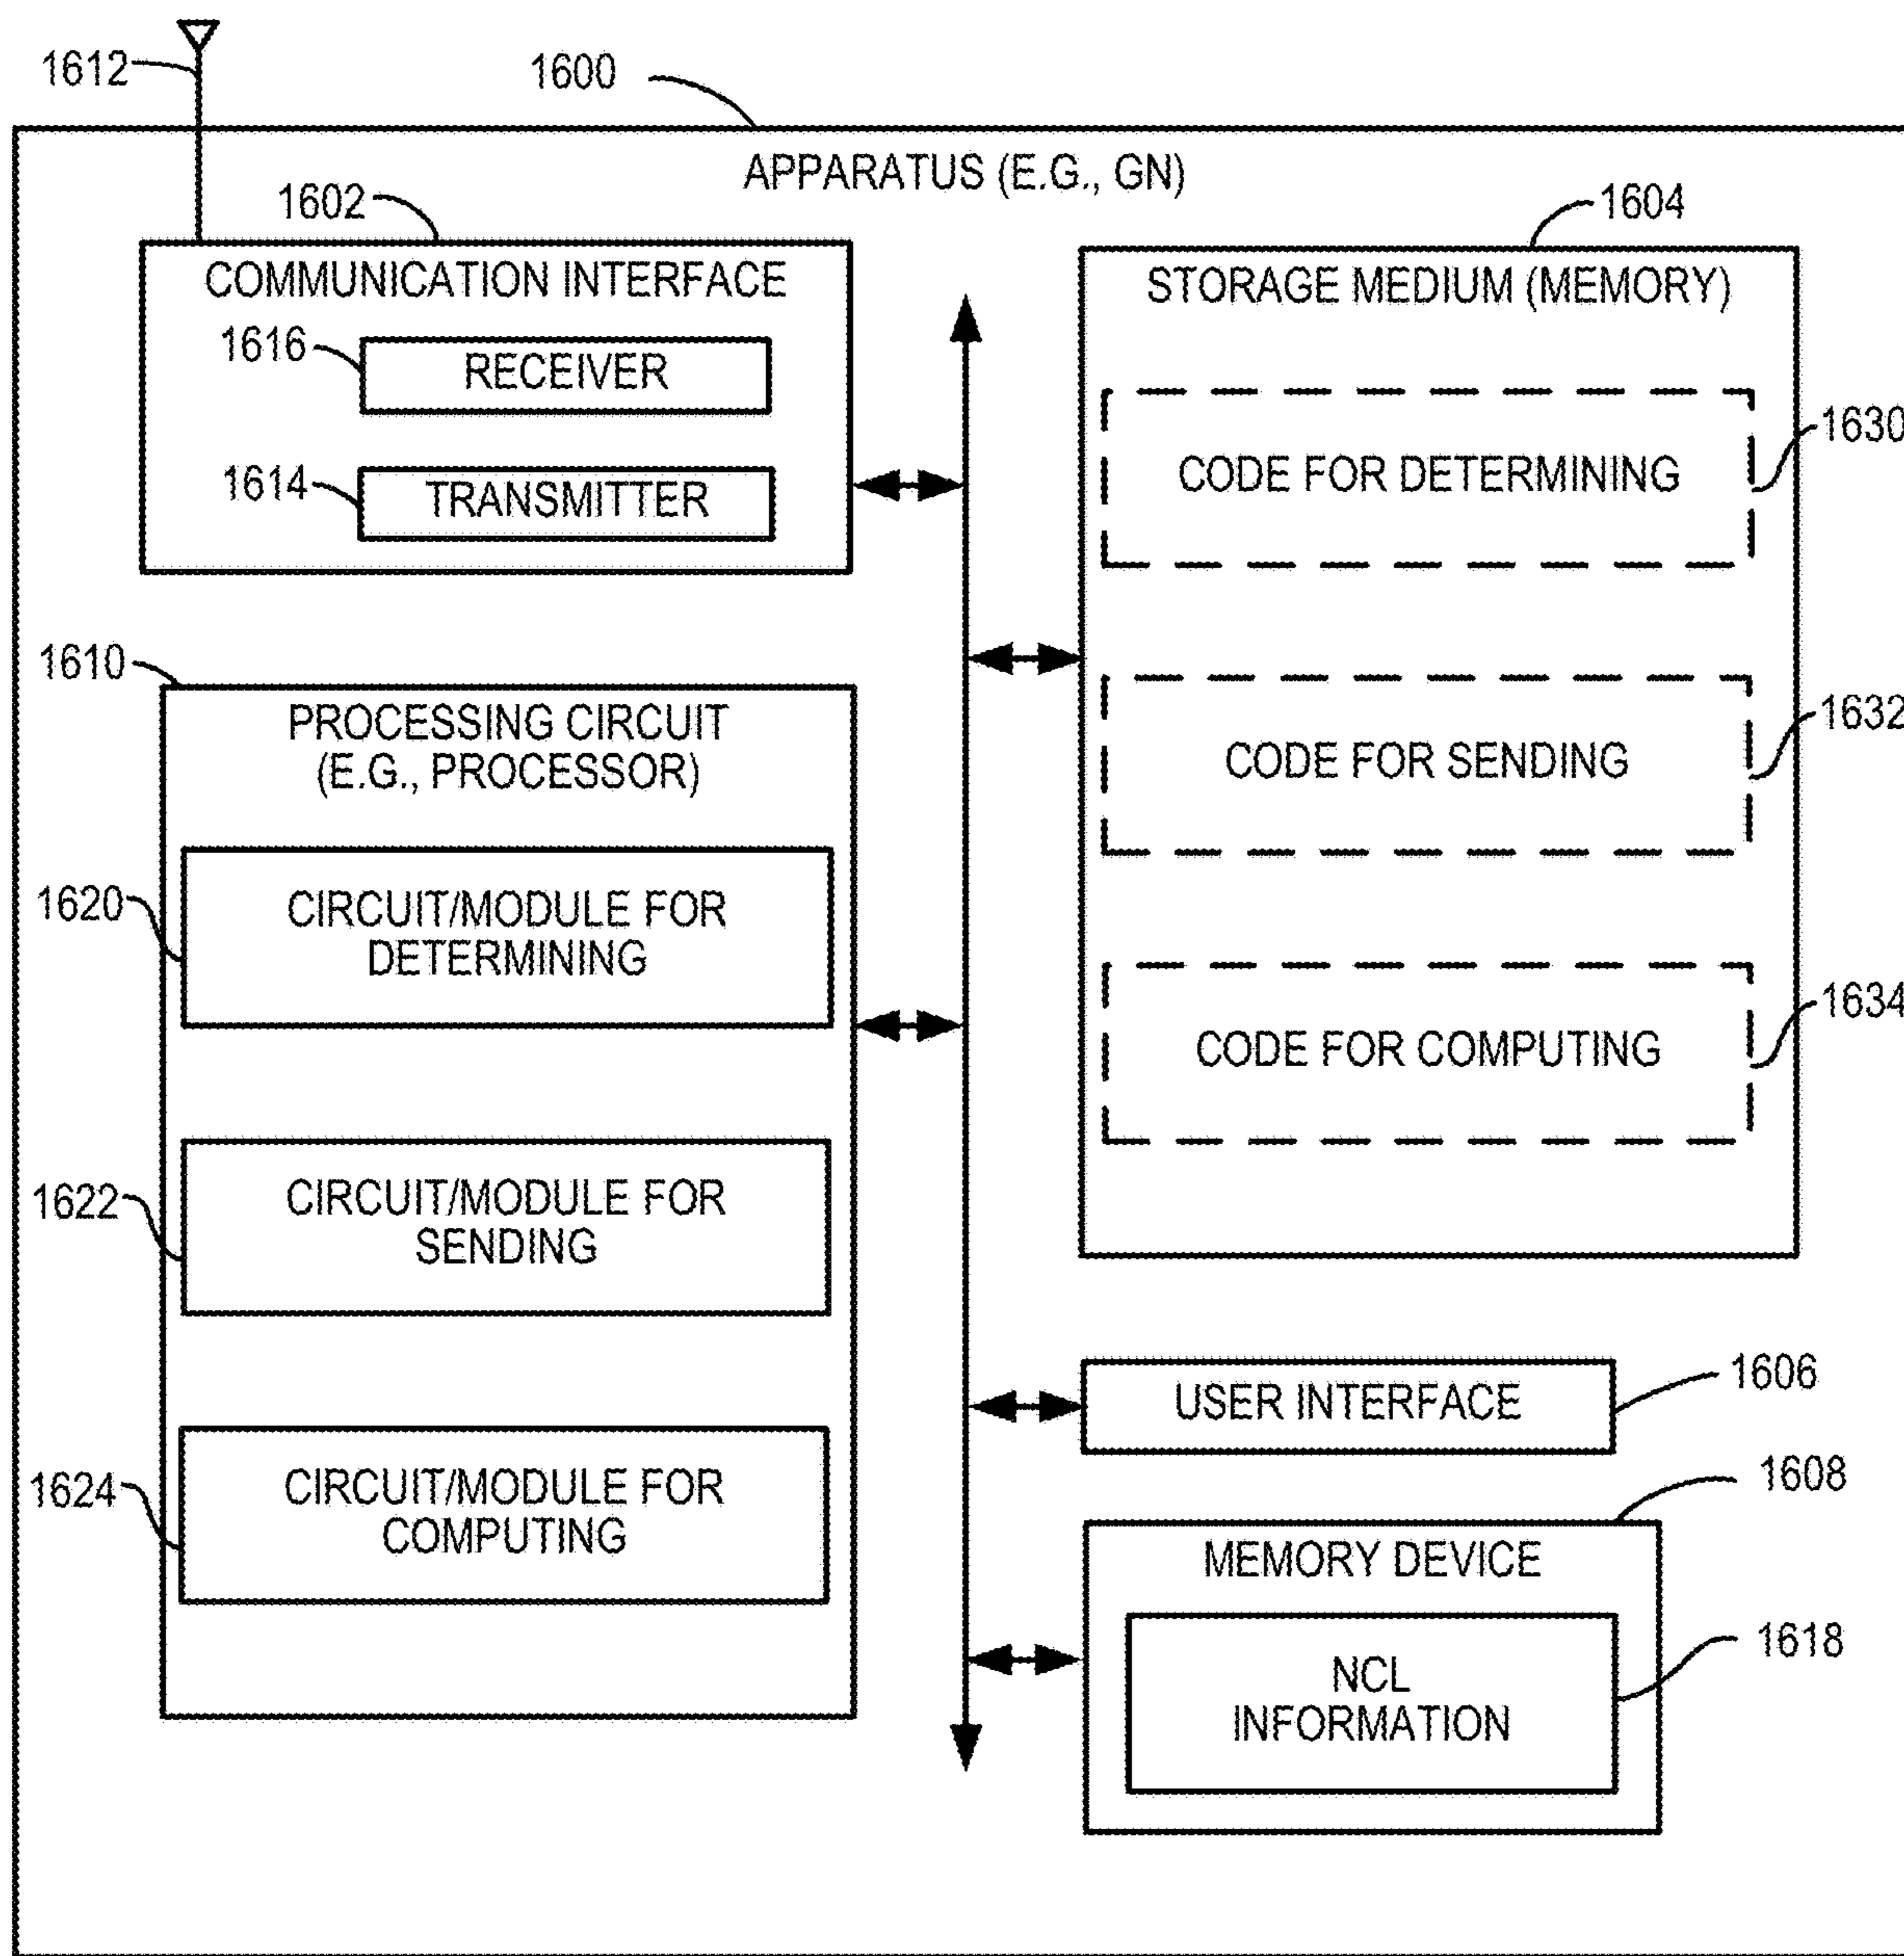 1612
1600
APPARATUS (E.G., GN)
1602
COMMUNICATION INTERFACE
1616
RECEIVER
1614
TRANSMITTER
1604
STORAGE MEDIUM (MEMORY)
CODE FOR DETERMINING
1630
CODE FOR SENDING
1632
CODE FOR COMPUTING
1634
1610
PROCESSING CIRCUIT
(E.G., PROCESSOR)
1620
CIRCUIT/MODULE FOR
DETERMINING
1622
CIRCUIT/MODULE FOR
SENDING
1624
CIRCUIT/MODULE FOR
COMPUTING
USER INTERFACE
1606
1608
MEMORY DEVICE
NCL
INFORMATION
1618